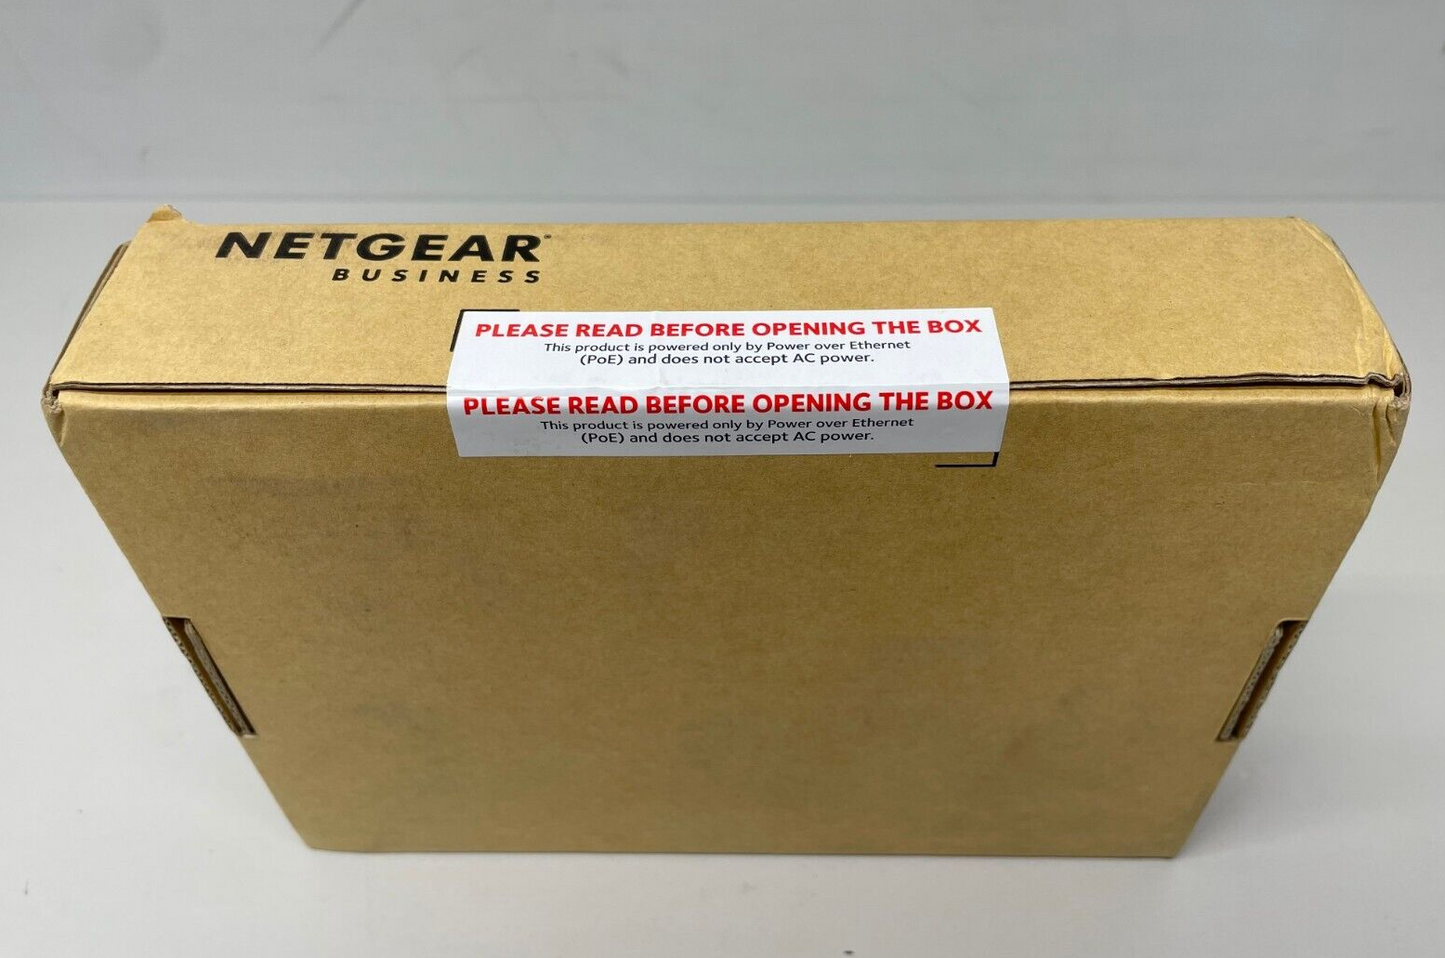 NETGEAR®
BUSINESS
PLEASE READ BEFORE OPENING THE BOX
This product is powered only by Power over Ethernet
(PoE) and does not accept AC power.
PLEASE READ BEFORE OPENING THE BOX
This product is powered only by Power over Ethernet
(PoE) and does not accept AC power.